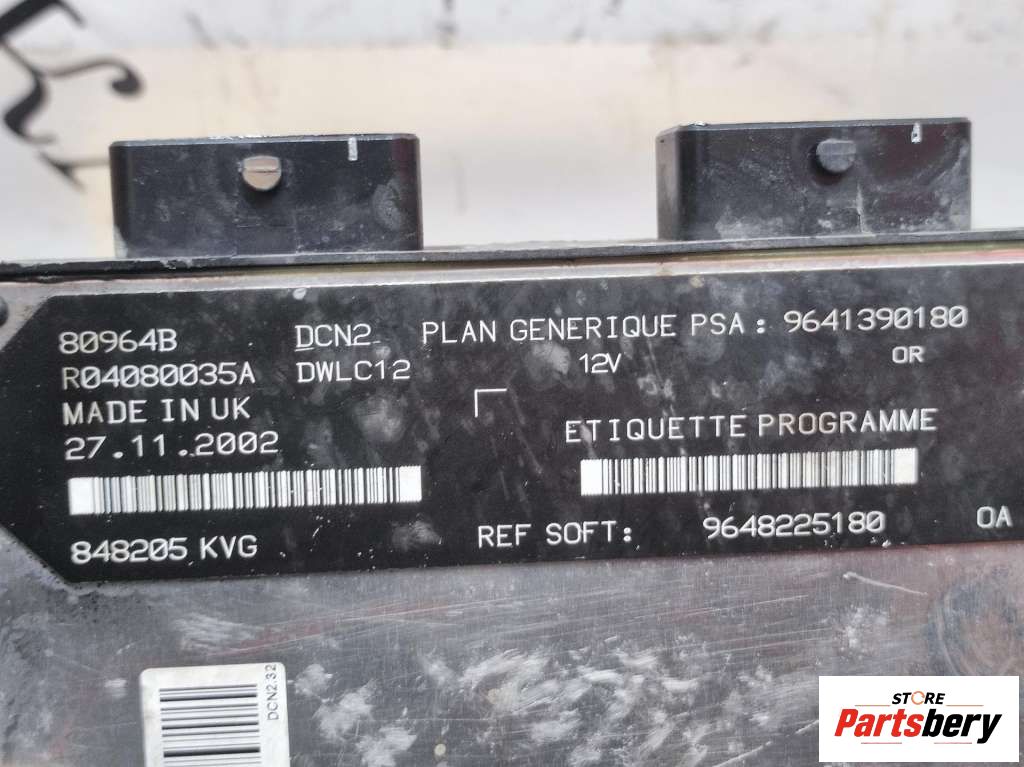 80964B DCN2 PLAN GENERIQUE PSA: 9641390180
R04080035A DWLC12 12V OR
MADE IN UK
27.11.2002 ETIQUETTE PROGRAMME
848205 KVG REF SOFT: 9648225180 0A
DCN2.32
STORE
Partsbery